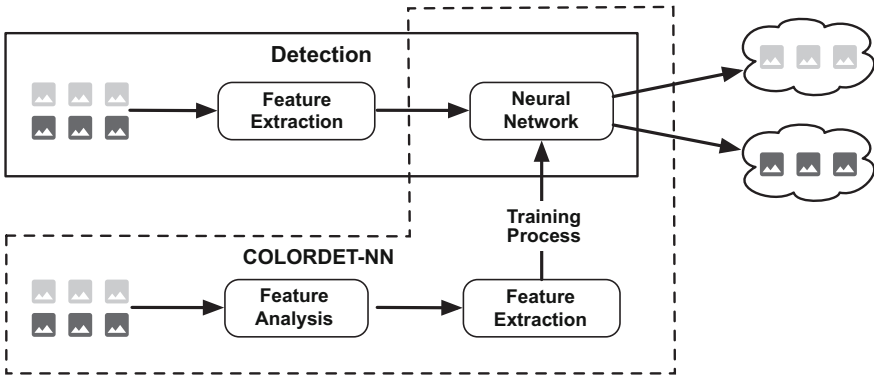 Detection
Feature
Extraction
Neural
Network
Training
Process
COLORDET-NN
Feature
Analysis
Feature
Extraction